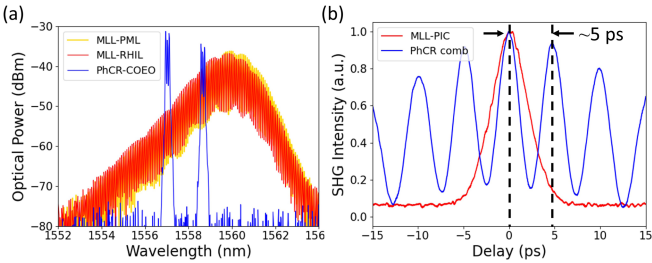 (a)
−30
−40
−50
−60
−70
−80
Optical Power (dBm)
MLL-PML
MLL-RHIL
PhCR-COEO
1552 1554 1556 1558 1560 1562 156
Wavelength (nm)
(b)
1.0
0.8
0.6
0.4
0.2
0.0
SHG Intensity (a.u.)
MLL-PIC
PhCR comb
~5 ps
−15 −10 −5 0 5 10 15
Delay (ps)